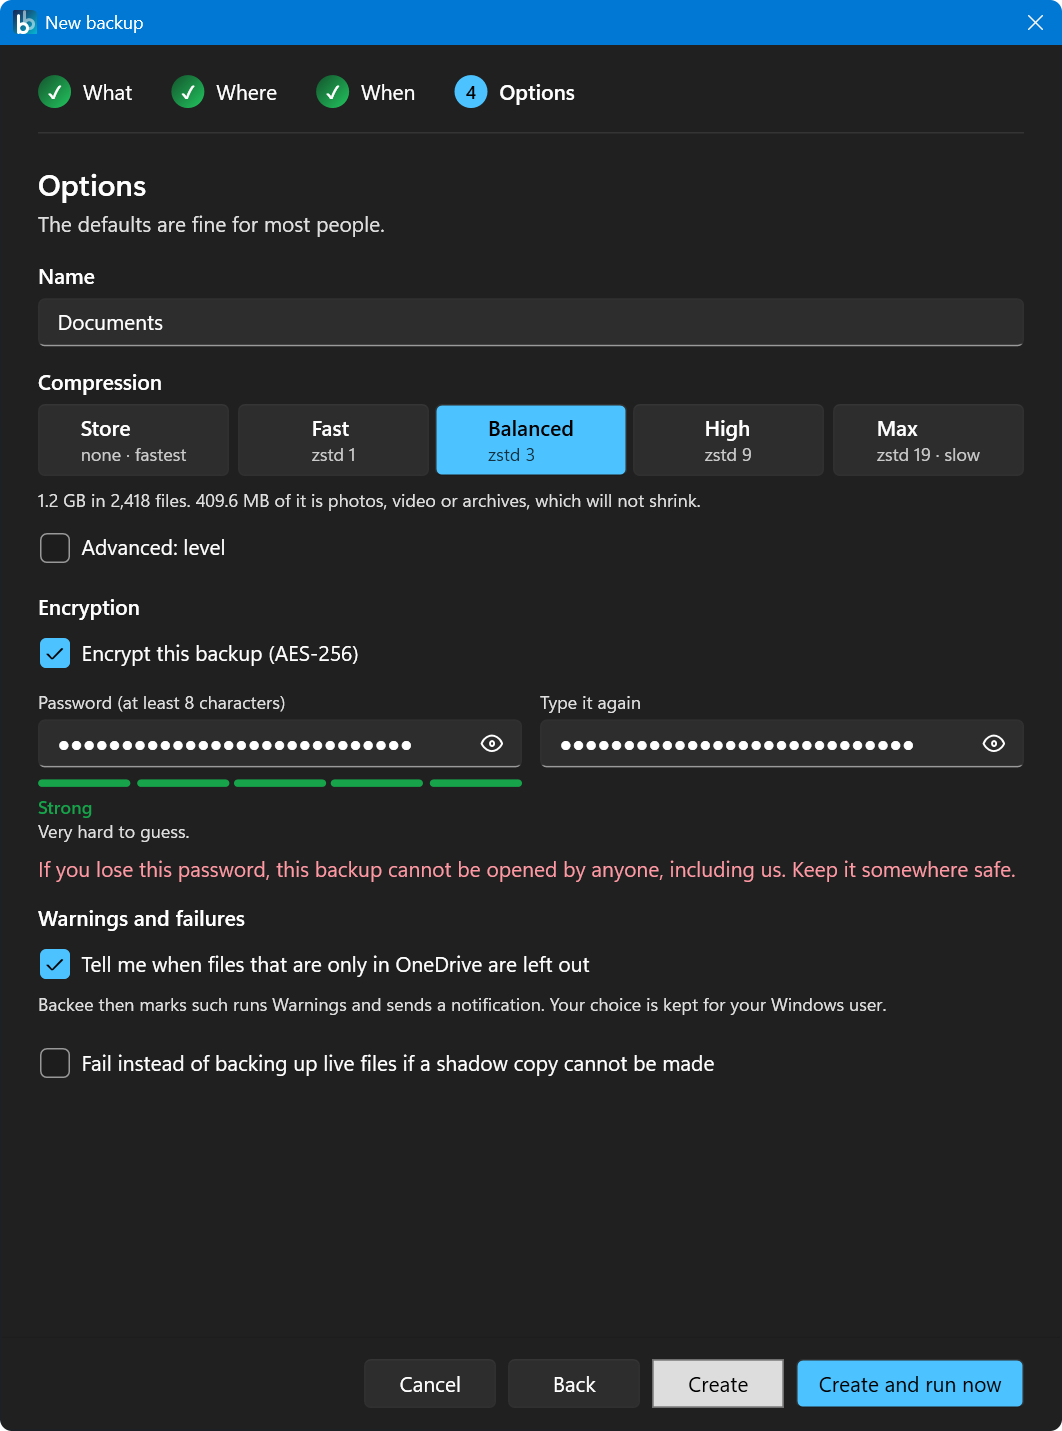 New backup
What
Where
When
4 Options
Options
The defaults are fine for most people.
Name
Documents
Compression
Store
none · fastest
Fast
zstd 1
Balanced
zstd 3
High
zstd 9
Max
zstd 19 · slow
1.2 GB in 2,418 files. 409.6 MB of it is photos, video or archives, which will not shrink.
Advanced: level
Encryption
Encrypt this backup (AES-256)
Password (at least 8 characters)
Type it again
Strong
Very hard to guess.
If you lose this password, this backup cannot be opened by anyone, including us. Keep it somewhere safe.
Warnings and failures
Tell me when files that are only in OneDrive are left out
Backee then marks such runs Warnings and sends a notification. Your choice is kept for your Windows user.
Fail instead of backing up live files if a shadow copy cannot be made
Cancel
Back
Create
Create and run now